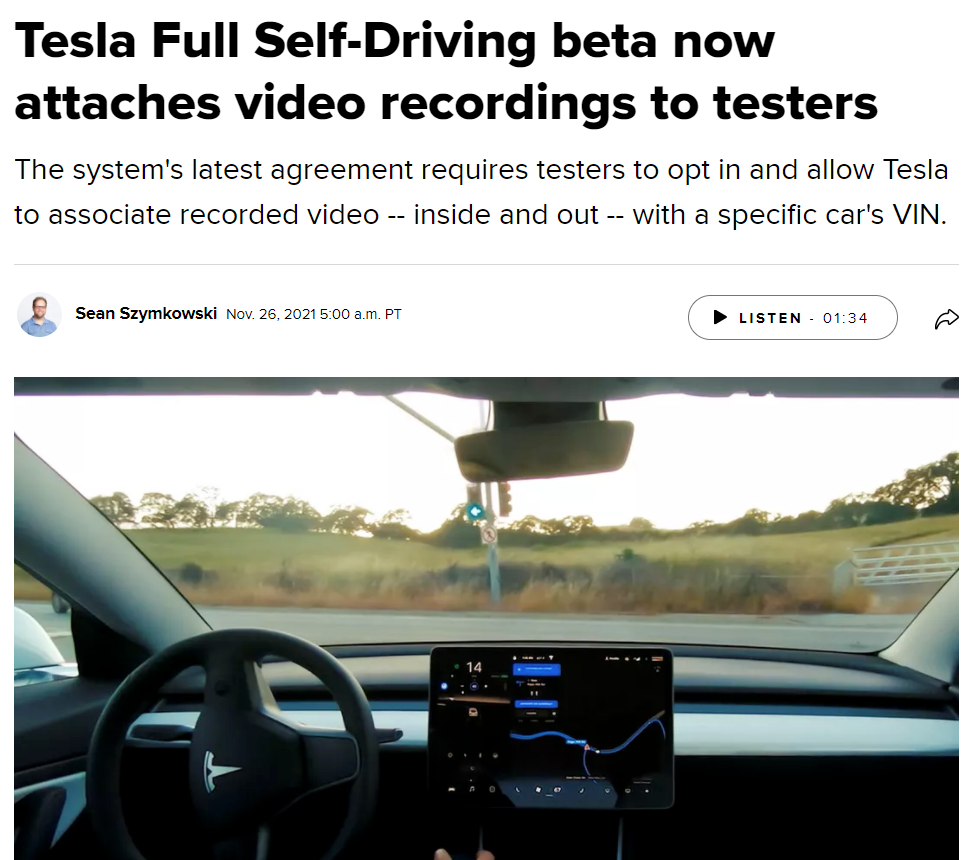 Tesla Full Self-Driving beta now
attaches video recordings to testers
The system's latest agreement requires testers to opt in and allow Tesla
to associate recorded video -- inside and out -- with a specific car's VIN.
Sean Szymkowski Nov. 26, 2021 5:00 a.m. PT
LISTEN - 01:34
14
67